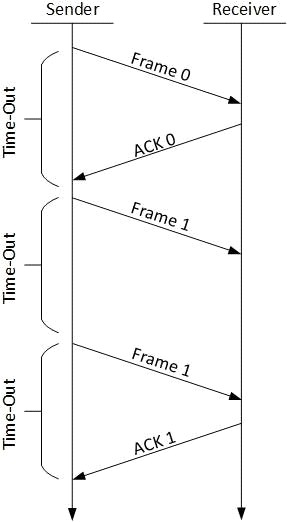 Sender
Receiver
Time-Out
Frame 0
ACK 0
Time-Out
Frame 1
Time-Out
Frame 1
ACK 1